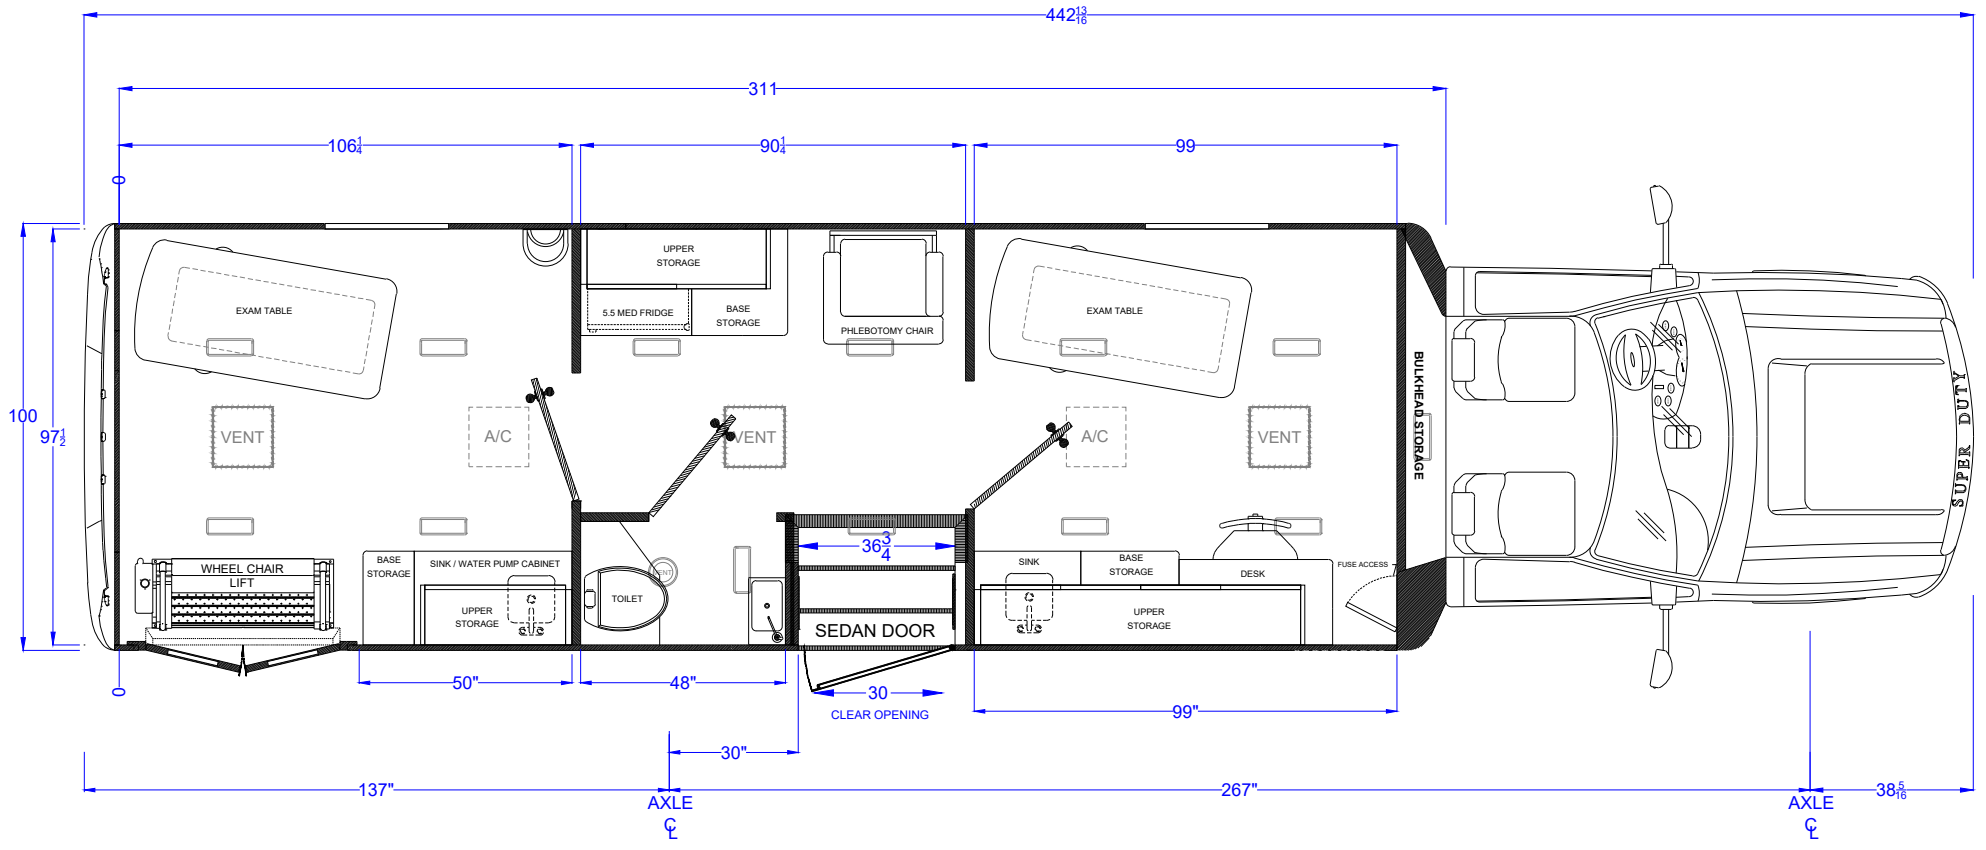 442 13/16
311
106 1/4
90 1/4
99
0
100
97 1/2
UPPER
STORAGE
5.5 MED FRIDGE
BASE
STORAGE
PHLEBOTOMY CHAIR
EXAM TABLE
EXAM TABLE
VENT
A/C
VENT
A/C
VENT
BULKHEAD STORAGE
SUPER DUTY
WHEEL CHAIR
LIFT
BASE
STORAGE
SINK / WATER PUMP CABINET
UPPER
STORAGE
TOILET
VENT
36 3/4
SEDAN DOOR
SINK
BASE
STORAGE
DESK
FUSE ACCESS
UPPER
STORAGE
0
50"
48"
30
CLEAR OPENING
99"
30"
137"
267"
38 5/16
AXLE
CL
AXLE
CL